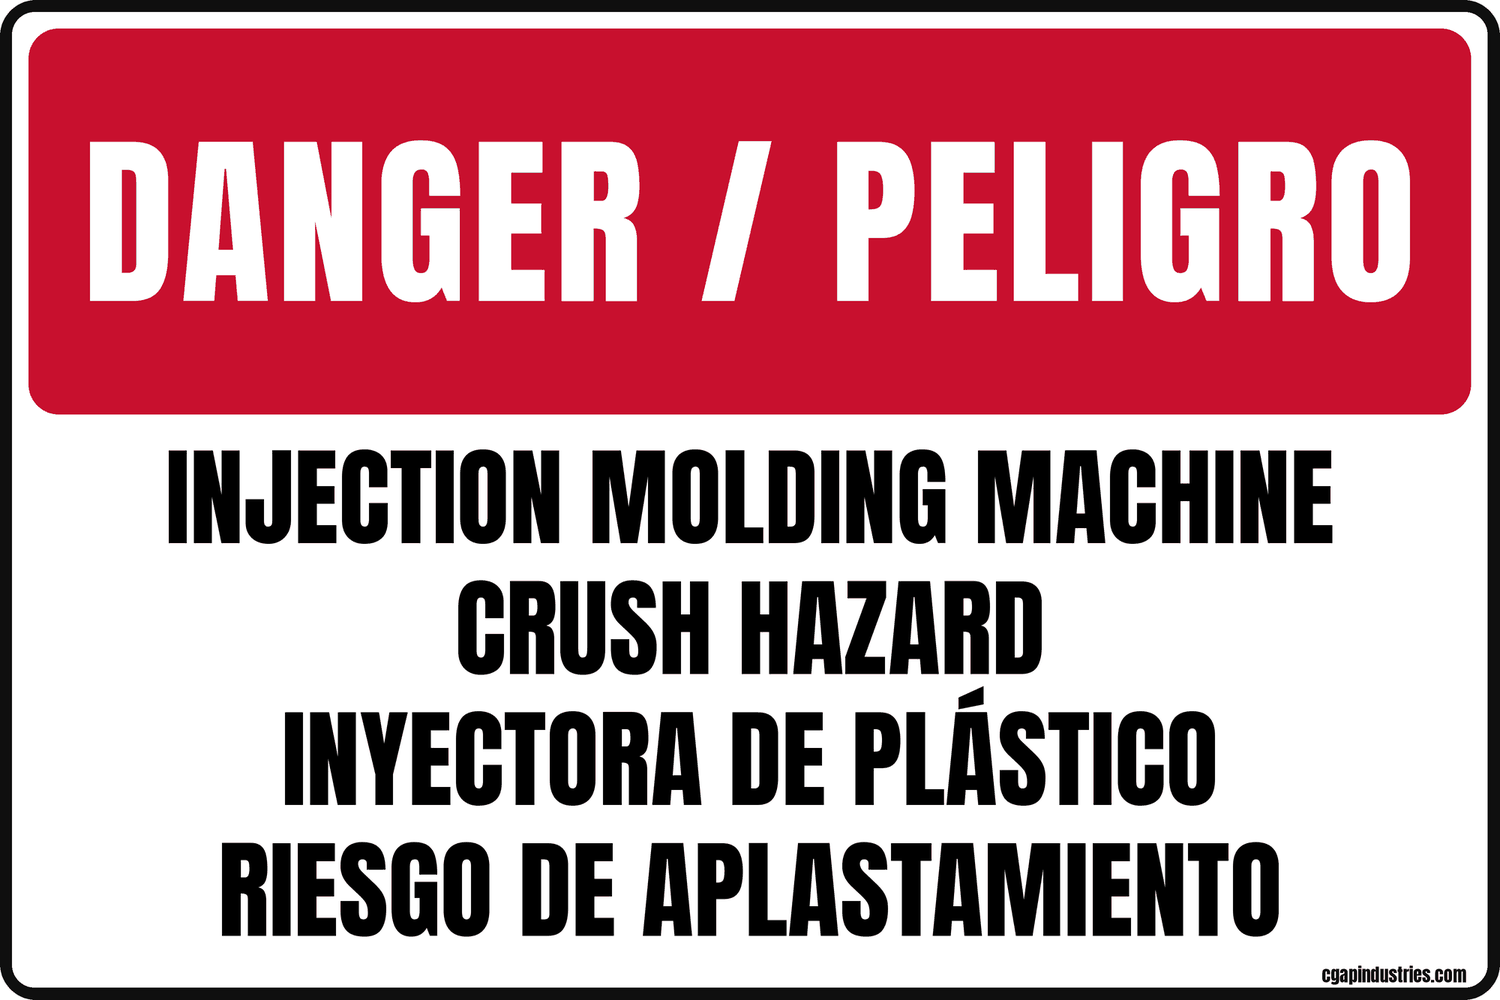 DANGER / PELIGRO
INJECTION MOLDING MACHINE
CRUSH HAZARD
INYECTORA DE PLÁSTICO
RIESGO DE APLASTAMIENTO
cgapindustries.com